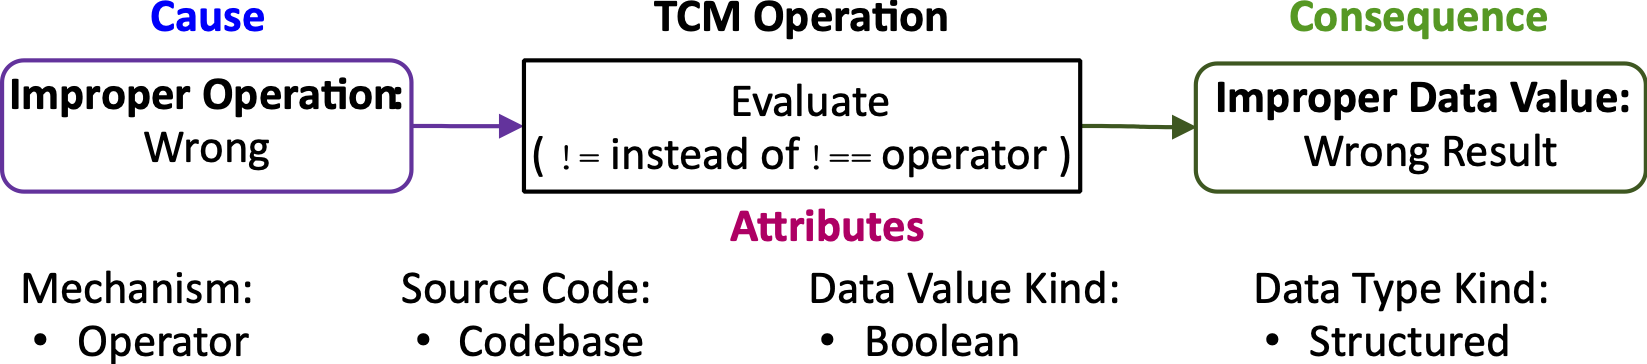 Cause
TCM Operation
Consequence
Improper Operation:
Wrong
Evaluate
( != instead of !== operator )
Improper Data Value:
Wrong Result
Attributes
Mechanism:
• Operator
Source Code:
• Codebase
Data Value Kind:
• Boolean
Data Type Kind:
• Structured